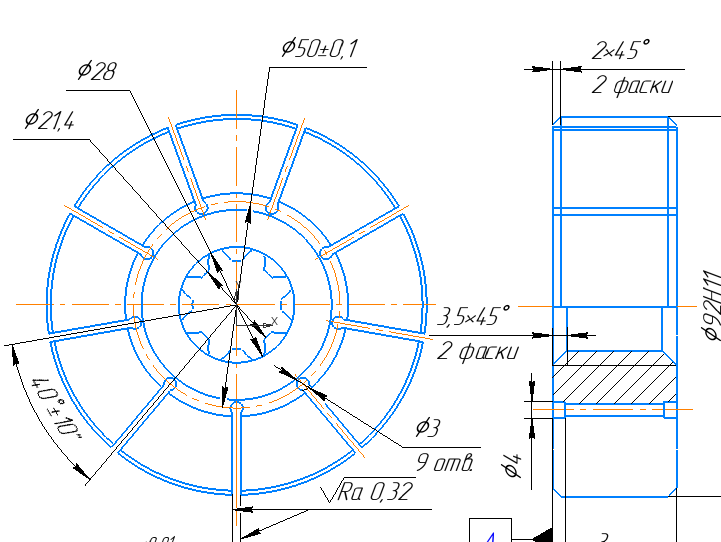 ϕ50±0,1
ϕ28
ϕ21,4
2×45°
2 фаски
ϕ92H11
3,5×45°
2 фаски
X
40°±10"
ϕ3
9 отв.
ϕ4
Ra 0,32